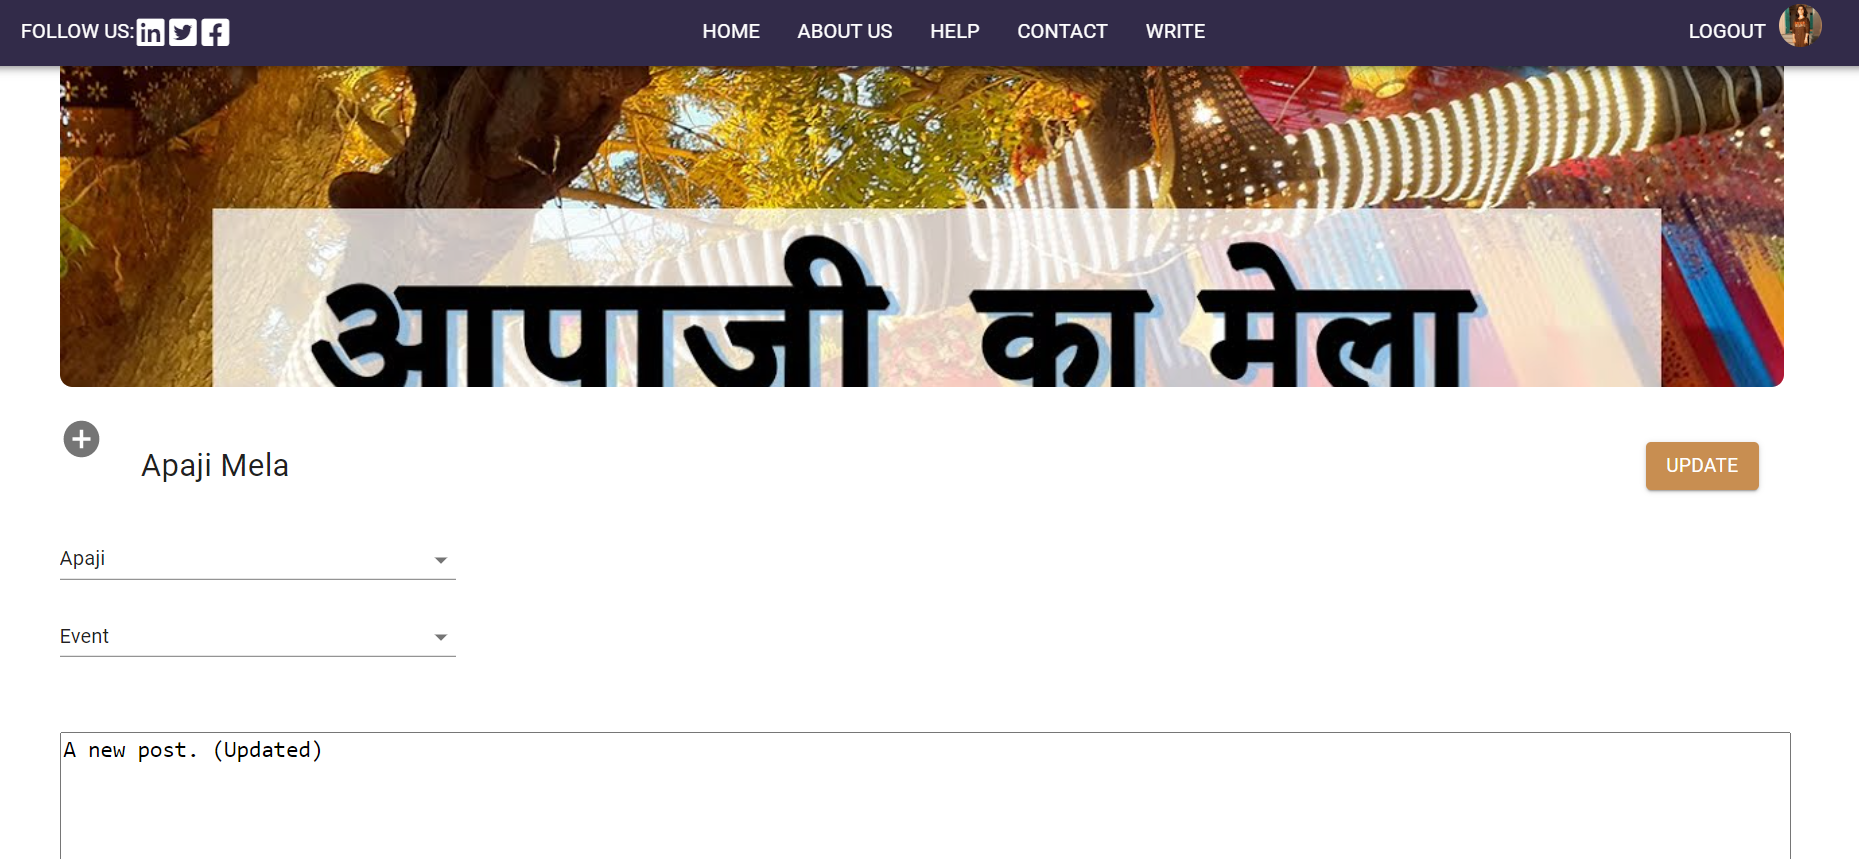 FOLLOW US:
HOME ABOUT US HELP CONTACT WRITE
LOGOUT
आपाजी का मेला
Apaji Mela
UPDATE
Apaji
Event
A new post. (Updated)